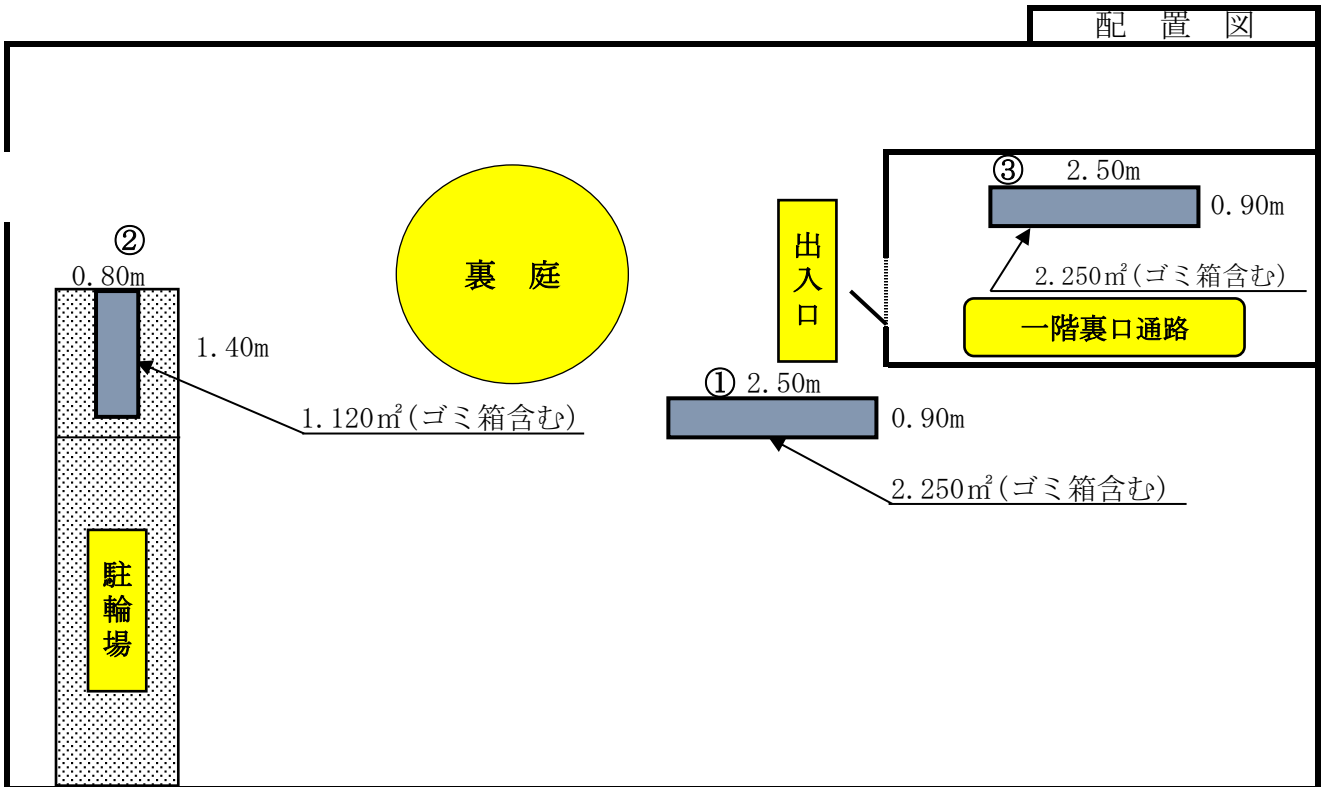 配 置 図
③ 2.50m
0.90m
2.250㎡(ゴミ箱含む)
一階裏口通路
出入口
裏 庭
②
0.80m
1.40m
1.120㎡(ゴミ箱含む)
① 2.50m
0.90m
2.250㎡(ゴミ箱含む)
駐輪場